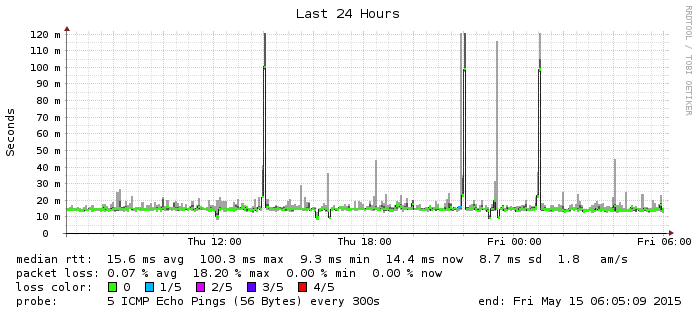 Last 24 Hours
RRDTOOL / TOBI OETIKER
Seconds
120 m
110 m
100 m
90 m
80 m
70 m
60 m
50 m
40 m
30 m
20 m
10 m
0
Thu 12:00 Thu 18:00 Fri 00:00 Fri 06:00
median rtt: 15.6 ms avg 100.3 ms max 9.3 ms min 14.4 ms now 8.7 ms sd 1.8 am/s
packet loss: 0.07 % avg 18.20 % max 0.00 % min 0.00 % now
loss color: 0 1/5 2/5 3/5 4/5
probe: 5 ICMP Echo Pings (56 Bytes) every 300s end: Fri May 15 06:05:09 2015